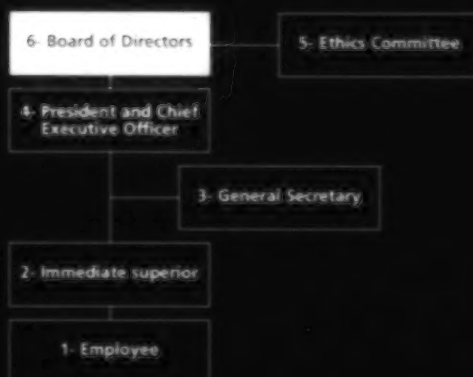 6- Board of Directors
5- Ethics Committee
4- President and Chief
Executive Officer
3- General Secretary
2- Immediate superior
1- Employee